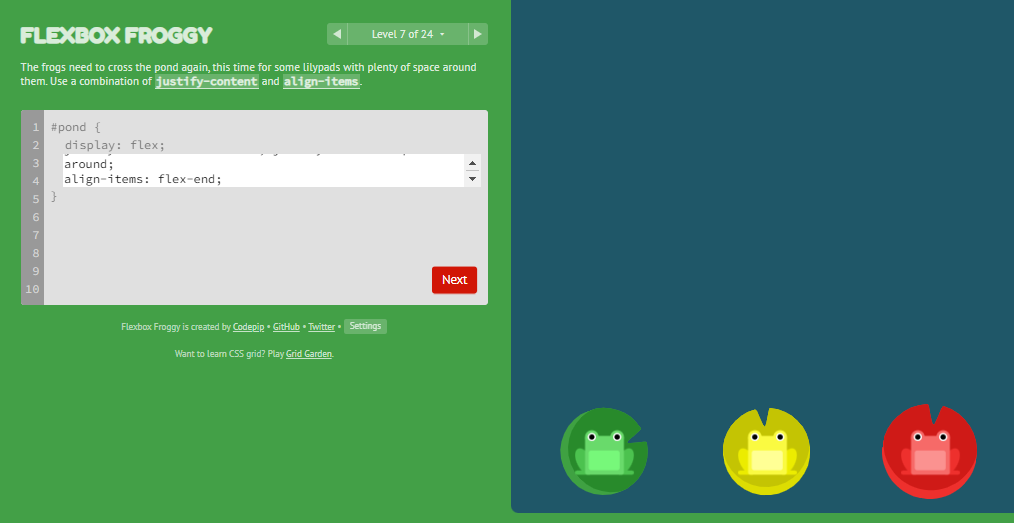 FLEXBOX FROGGY
Level 7 of 24
The frogs need to cross the pond again, this time for some lilypads with plenty of space around
them. Use a combination of justify-content and align-items.
1 #pond {
2 display: flex;
3 around;
4 align-items: flex-end;
5 }
6
7
8
9
10
Next
Flexbox Froggy is created by Codepip • GitHub • Twitter • Settings
Want to learn CSS grid? Play Grid Garden.